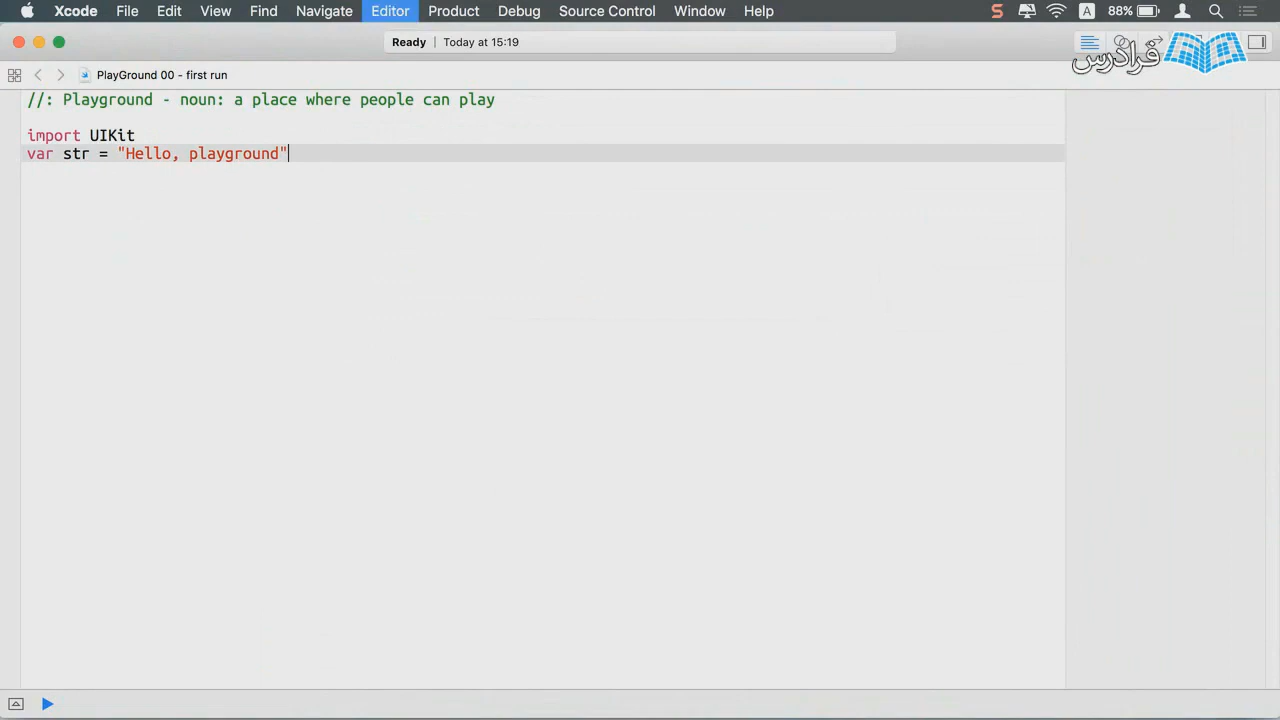 Xcode File Edit View Find Navigate Editor Product Debug Source Control Window Help S A 88%
Ready | Today at 15:19
فرادرس
PlayGround 00 - first run
//: Playground - noun: a place where people can play
import UIKit
var str = "Hello, playground"